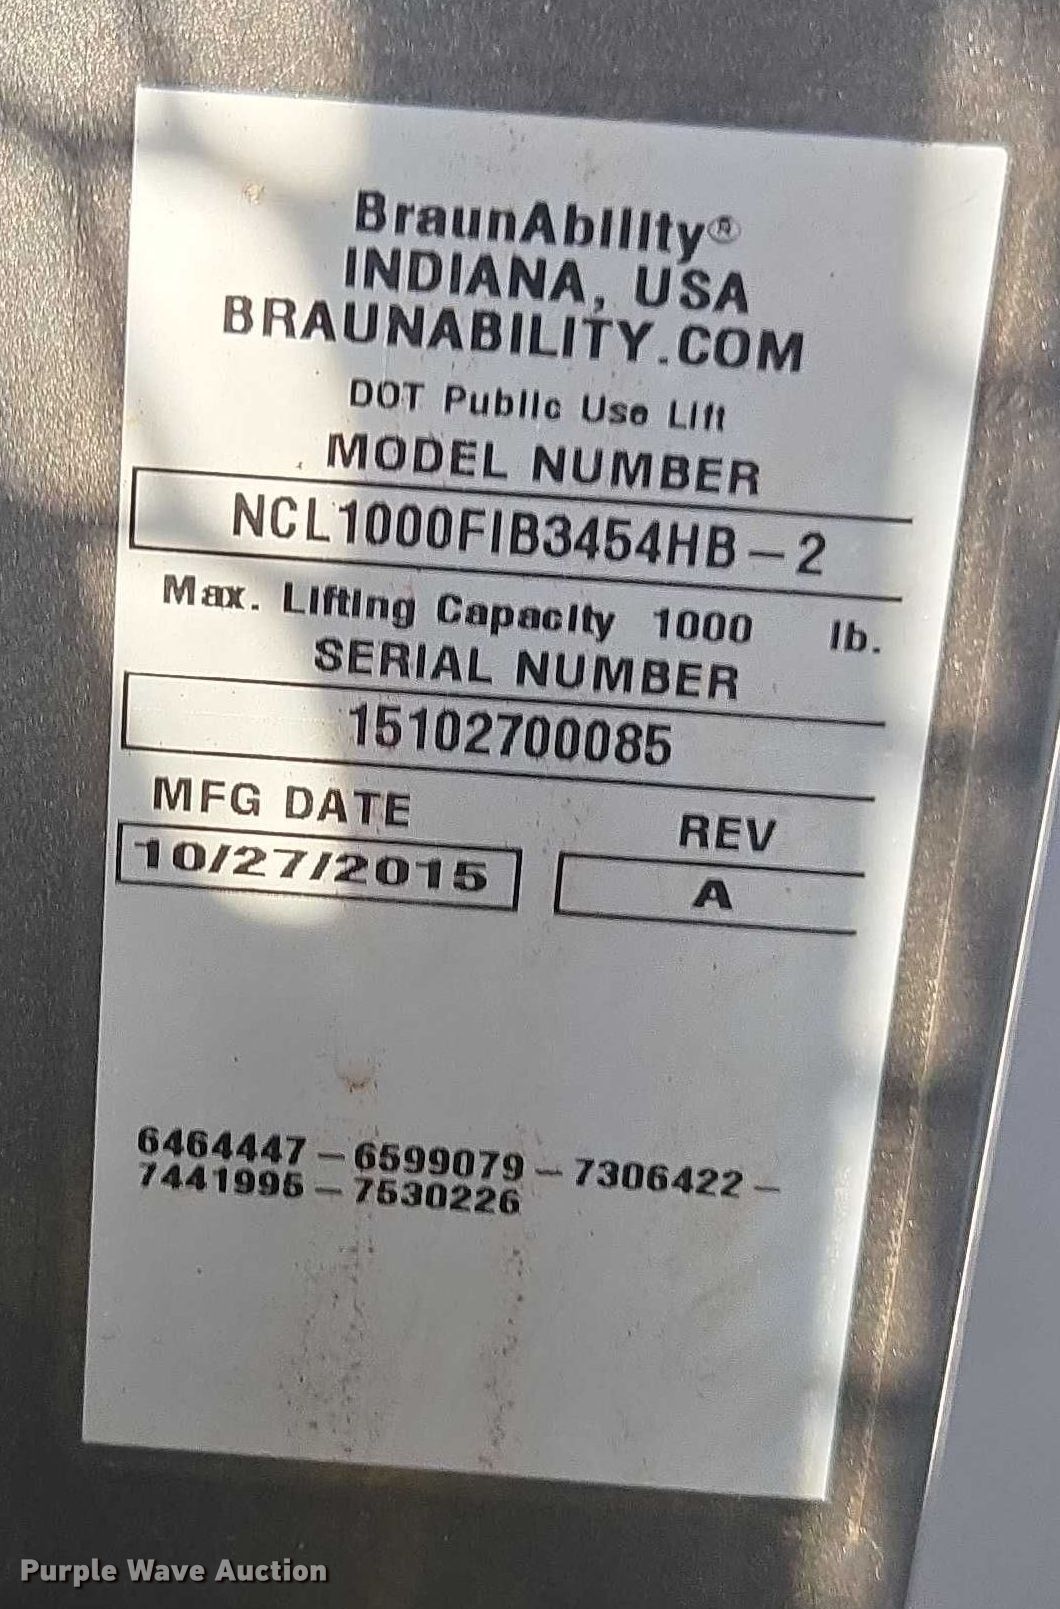 BraunAbility®
INDIANA, USA
BRAUNABILITY.COM
DOT Public Use Lift
MODEL NUMBER
NCL1000FIB3454HB-2
Max. Lifting Capacity 1000 lb.
SERIAL NUMBER
15102700085
MFG DATE REV
10/27/2015 A
6464447-6599079-7306422-
7441995-7530226
Purple Wave Auction